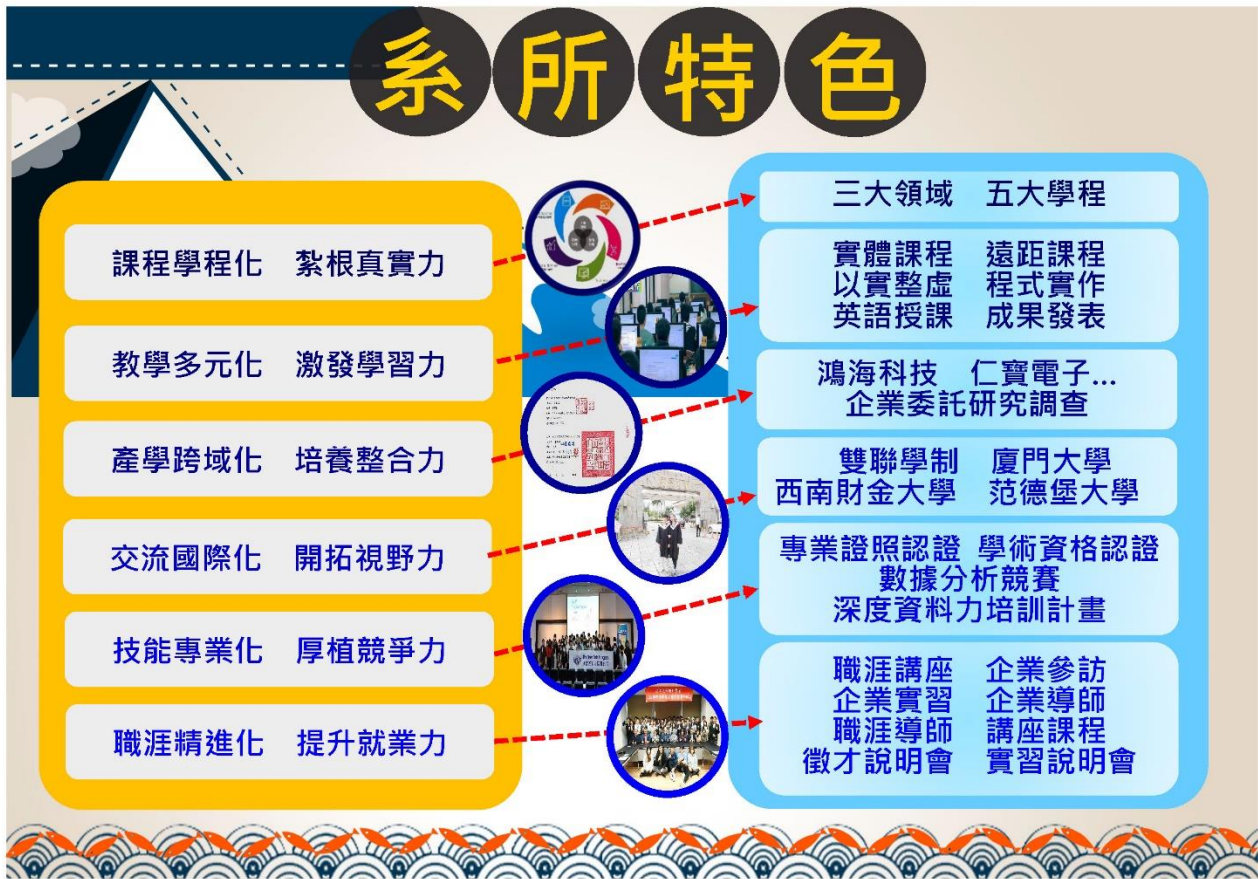 系所特色
課程學程化 紮根真實力
三大領域 五大學程
教學多元化 激發學習力
實體課程 遠距課程
以實整虛 程式實作
英語授課 成果發表
產學跨域化 培養整合力
鴻海科技 仁寶電子...
企業委託研究調查
交流國際化 開拓視野力
雙聯學制 廈門大學
西南財金大學 范德堡大學
技能專業化 厚植競爭力
專業證照認證 學術資格認證
數據分析競賽
深度資料力培訓計畫
職涯精進化 提升就業力
職涯講座 企業參訪
企業實習 企業導師
職涯導師 講座課程
徵才說明會 實習說明會